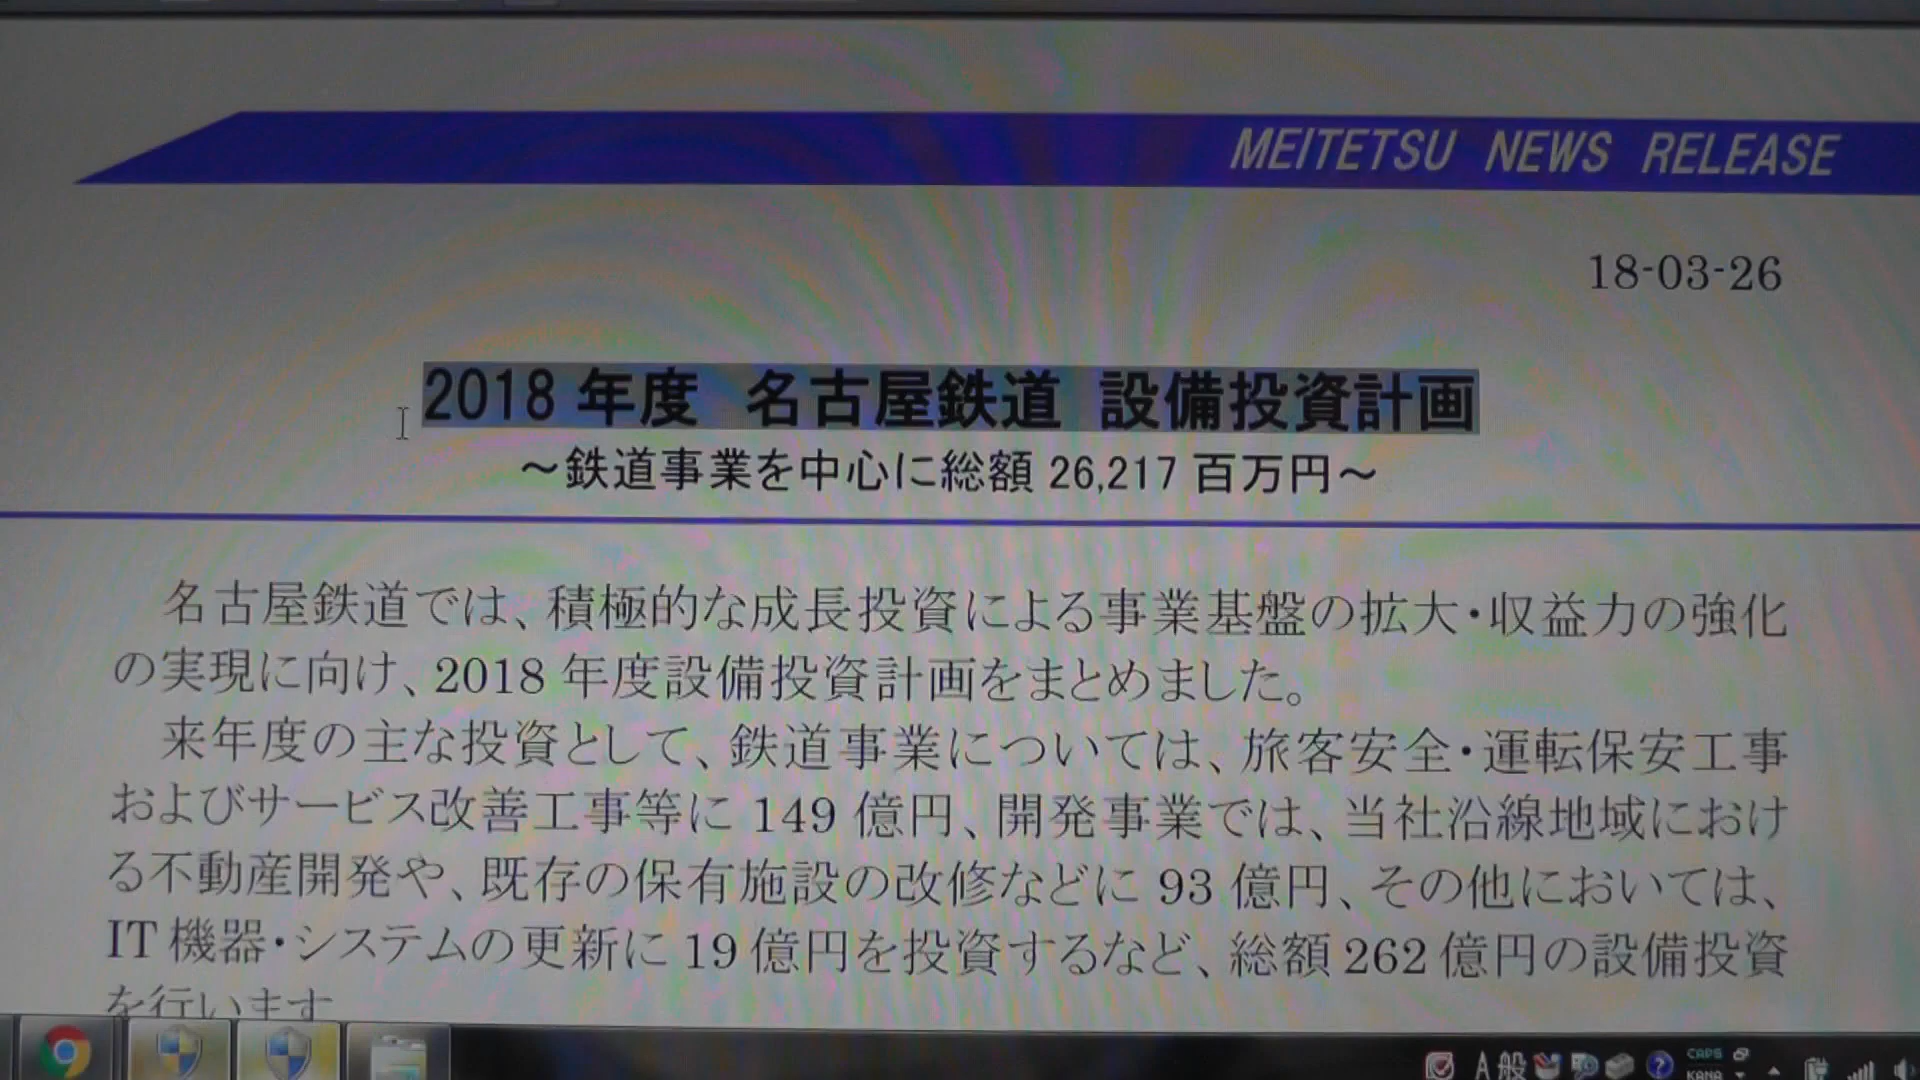 MEITETSU NEWS RELEASE
18-03-26
2018 年度 名古屋鉄道 設備投資計画
～鉄道事業を中心に総額 26,217 百万円～
名古屋鉄道では、積極的な成長投資による事業基盤の拡大・収益力の強化
の実現に向け、2018 年度設備投資計画をまとめました。
来年度の主な投資として、鉄道事業については、旅客安全・運転保安工事
およびサービス改善工事等に 149 億円、開発事業では、当社沿線地域におけ
る不動産開発や、既存の保有施設の改修などに 93 億円、その他においては、
IT 機器・システムの更新に 19 億円を投資するなど、総額 262 億円の設備投資
を行います
A 般 CAPS
KANA